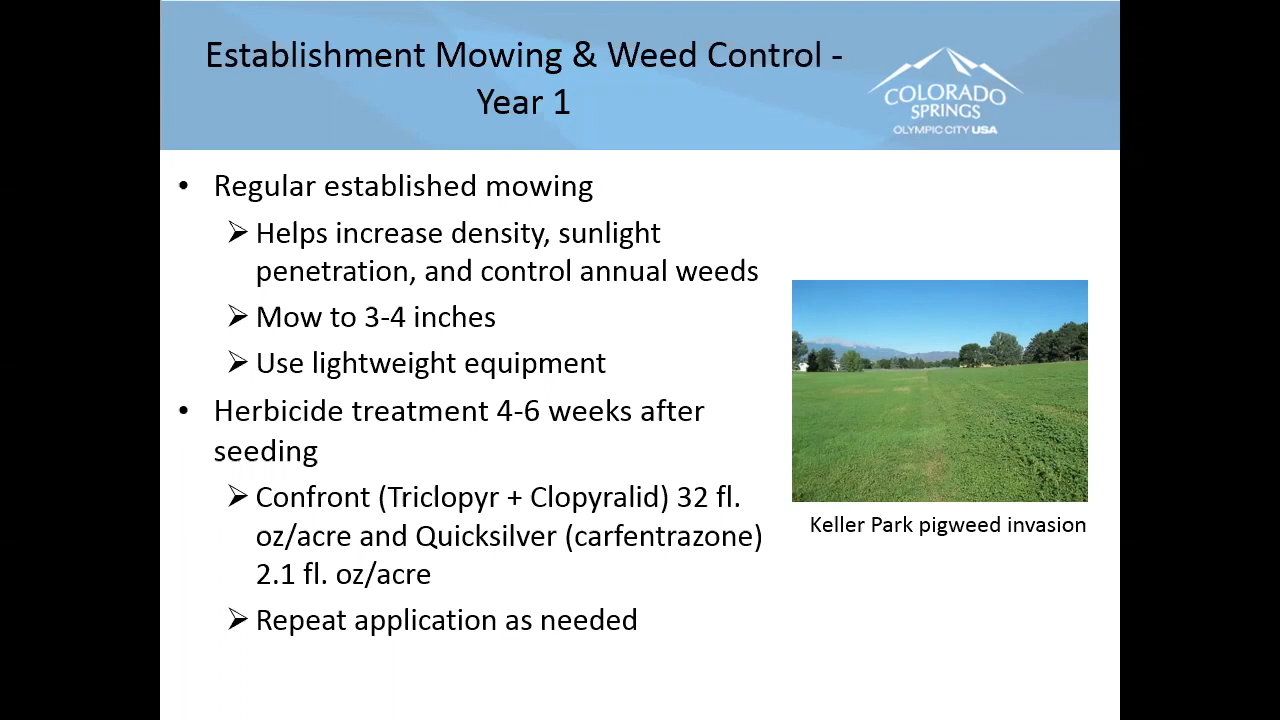 Establishment Mowing & Weed Control -
Year 1
COLORADO
SPRINGS
OLYMPIC CITY USA
• Regular established mowing
➢ Helps increase density, sunlight
penetration, and control annual weeds
➢ Mow to 3-4 inches
➢ Use lightweight equipment
• Herbicide treatment 4-6 weeks after
seeding
➢ Confront (Triclopyr + Clopyralid) 32 fl.
oz/acre and Quicksilver (carfentrazone)
2.1 fl. oz/acre
➢ Repeat application as needed
Keller Park pigweed invasion